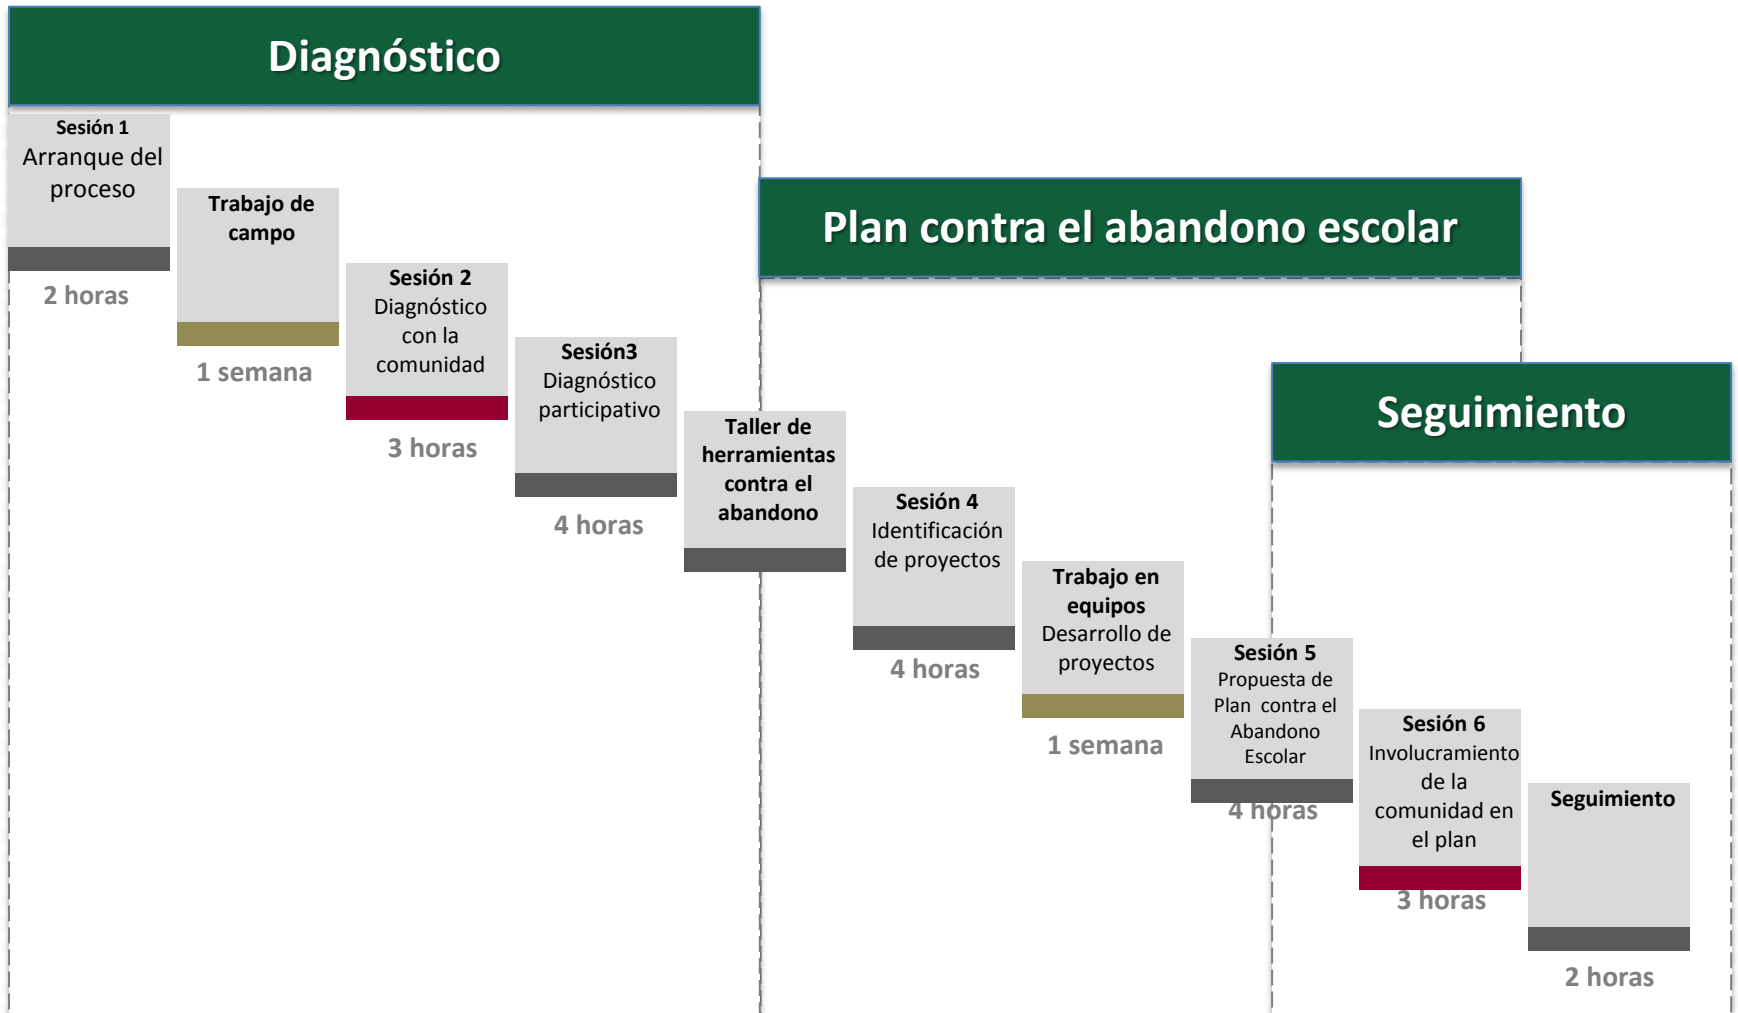 Diagnóstico
Sesión 1
Arranque del
proceso
2 horas
Trabajo de
campo
1 semana
Sesión 2
Diagnóstico
con la
comunidad
3 horas
Sesión3
Diagnóstico
participativo
4 horas
Taller de
herramientas
contra el
abandono
Plan contra el abandono escolar
Sesión 4
Identificación
de proyectos
4 horas
Trabajo en
equipos
Desarrollo de
proyectos
1 semana
Sesión 5
Propuesta de
Plan contra el
Abandono
Escolar
4 horas
Seguimiento
Sesión 6
Involucramiento
de la
comunidad en
el plan
3 horas
Seguimiento
2 horas